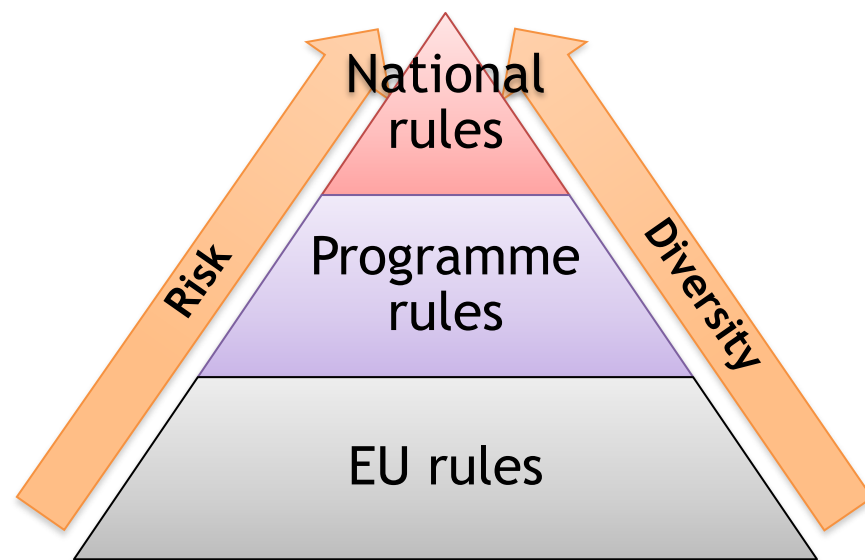 National
rules
Risk
Programme
rules
Diversity
EU rules